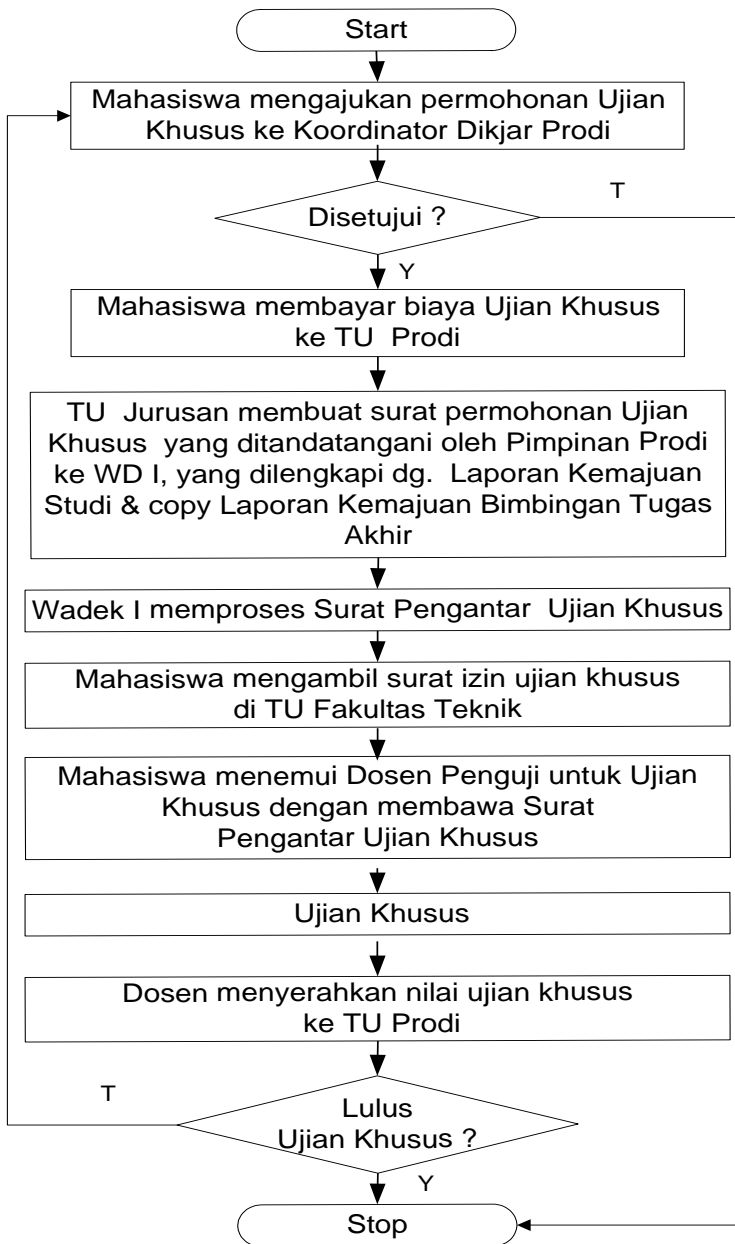 Start
Mahasiswa mengajukan permohonan Ujian
Khusus ke Koordinator Dikjar Prodi
T
Disetujui ?
Y
Mahasiswa membayar biaya Ujian Khusus
ke TU Prodi
TU Jurusan membuat surat permohonan Ujian
Khusus yang ditandatangani oleh Pimpinan Prodi
ke WD I, yang dilengkapi dg. Laporan Kemajuan
Studi & copy Laporan Kemajuan Bimbingan Tugas
Akhir
Wadek I memproses Surat Pengantar Ujian Khusus
Mahasiswa mengambil surat izin ujian khusus
di TU Fakultas Teknik
Mahasiswa menemui Dosen Penguji untuk Ujian
Khusus dengan membawa Surat
Pengantar Ujian Khusus
Ujian Khusus
Dosen menyerahkan nilai ujian khusus
ke TU Prodi
T
Lulus
Ujian Khusus ?
Y
Stop